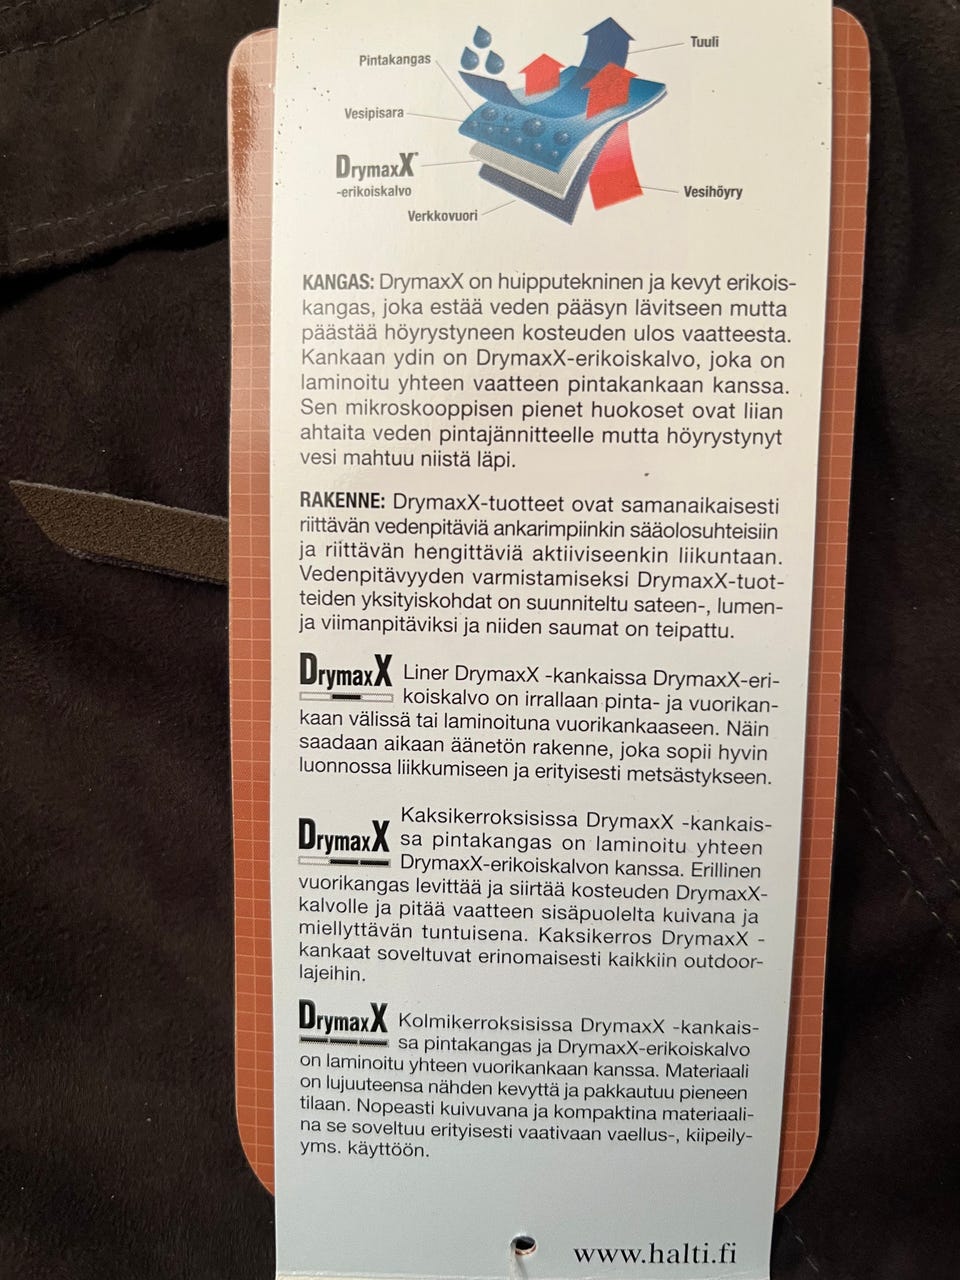 Tuuli
Pintakangas
Vesipisara
DrymaxX®
-erikoiskalvo
Vesihöyry
Verkkovuori
KANGAS: DrymaxX on huipputekninen ja kevyt erikois-
kangas, joka estää veden pääsyn lävitseen mutta
päästää höyrystyneen kosteuden ulos vaatteesta.
Kankaan ydin on DrymaxX-erikoiskalvo, joka on
laminoitu yhteen vaatteen pintakankaan kanssa.
Sen mikroskooppisen pienet huokoset ovat liian
ahtaita veden pintajännitteelle mutta höyrystynyt
vesi mahtuu niistä läpi.
RAKENNE: DrymaxX-tuotteet ovat samanaikaisesti
riittävän vedenpitäviä ankarimpiinkin sääolosuhteisiin
ja riittävän hengittäviä aktiiviseenkin liikuntaan.
Vedenpitävyyden varmistamiseksi DrymaxX-tuot-
teiden yksityiskohdat on suunniteltu sateen-, lumen-
ja viimanpitäviksi ja niiden saumat on teipattu.
DrymaxX Liner DrymaxX -kankaissa DrymaxX-eri-
koiskalvo on irrallaan pinta- ja vuorikan-
kaan välissä tai laminoituna vuorikankaaseen. Näin
saadaan aikaan äänetön rakenne, joka sopii hyvin
luonnossa liikkumiseen ja erityisesti metsästykseen.
Kaksikerroksisissa DrymaxX -kankais-
DrymaxX sa pintakangas on laminoitu yhteen
DrymaxX-erikoiskalvon kanssa. Erillinen
vuorikangas levittää ja siirtää kosteuden DrymaxX-
kalvolle ja pitää vaatteen sisäpuolelta kuivana ja
miellyttävän tuntuisena. Kaksikerros DrymaxX -
kankaat soveltuvat erinomaisesti kaikkiin outdoor-
lajeihin.
DrymaxX Kolmikerroksisissa DrymaxX -kankais-
sa pintakangas ja DrymaxX-erikoiskalvo
on laminoitu yhteen vuorikankaan kanssa. Materiaali
on lujuuteensa nähden kevyttä ja pakkautuu pieneen
tilaan. Nopeasti kuivuvana ja kompaktina materiaali-
na se soveltuu erityisesti vaativaan vaellus-, kiipeily-
yms. käyttöön.
www.halti.fi